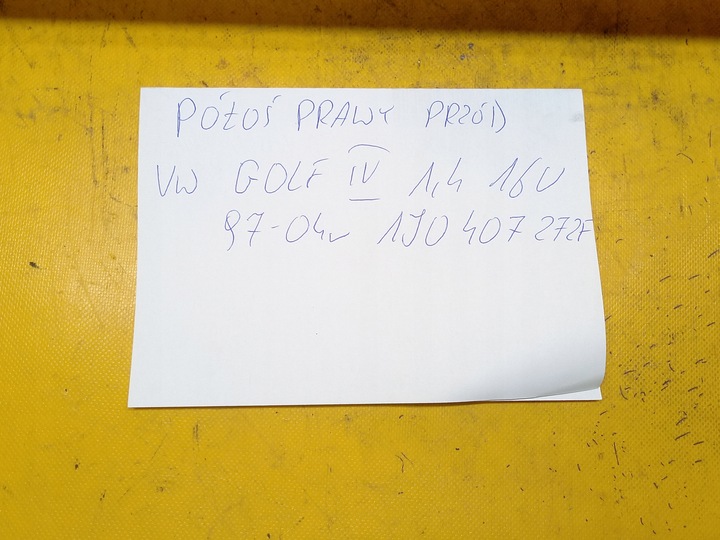 PÓŁOŚ PRAWY PRZÓD
VW GOLF IV 1,4 16V
97-04r 1J0 407 272F